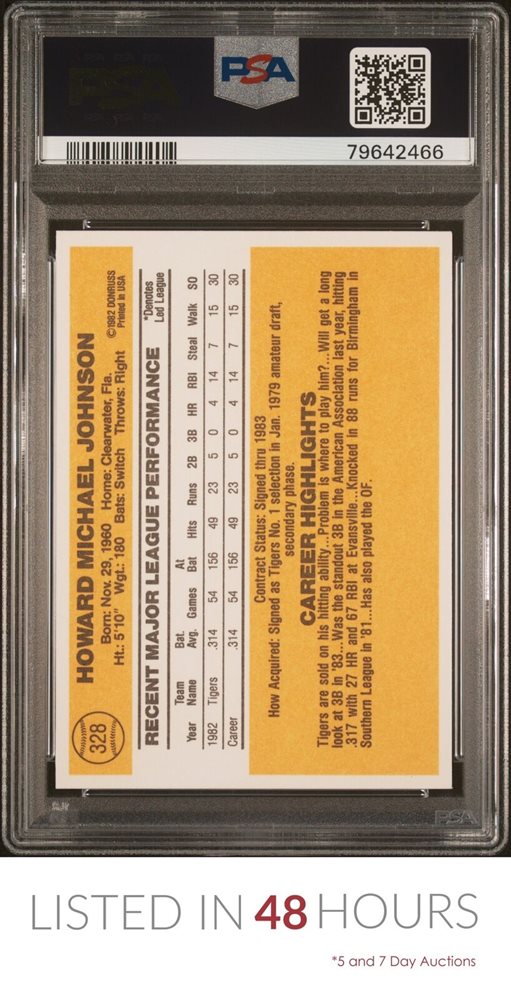 PSA
79642466
328
HOWARD MICHAEL JOHNSON
©1982 DONRUSS
Printed in USA
Born: Nov. 29, 1960 Home: Clearwater, Fla.
Ht.: 5'10" Wgt.: 180 Bats: Switch Throws: Right
RECENT MAJOR LEAGUE PERFORMANCE
*Denotes
Led League
Year Team Name Bat. Avg. Games At Bat Hits Runs 2B 3B HR RBI Steal Walk SO
1982 Tigers .314 54 156 49 23 5 0 4 14 7 15 30
Career .314 54 156 49 23 5 0 4 14 7 15 30
Contract Status: Signed thru 1983
How Acquired: Signed as Tigers No. 1 selection in Jan. 1979 amateur draft,
secondary phase.
CAREER HIGHLIGHTS
Tigers are sold on his hitting ability...Problem is where to play him?...Will get a long
look at 3B in '83...Was the standout 3B in the American Association last year, hitting
.317 with 27 HR and 67 RBI at Evansville...Knocked in 88 runs for Birmingham in
Southern League in '81...Has also played the OF.
PSA
LISTED IN 48 HOURS
*5 and 7 Day Auctions